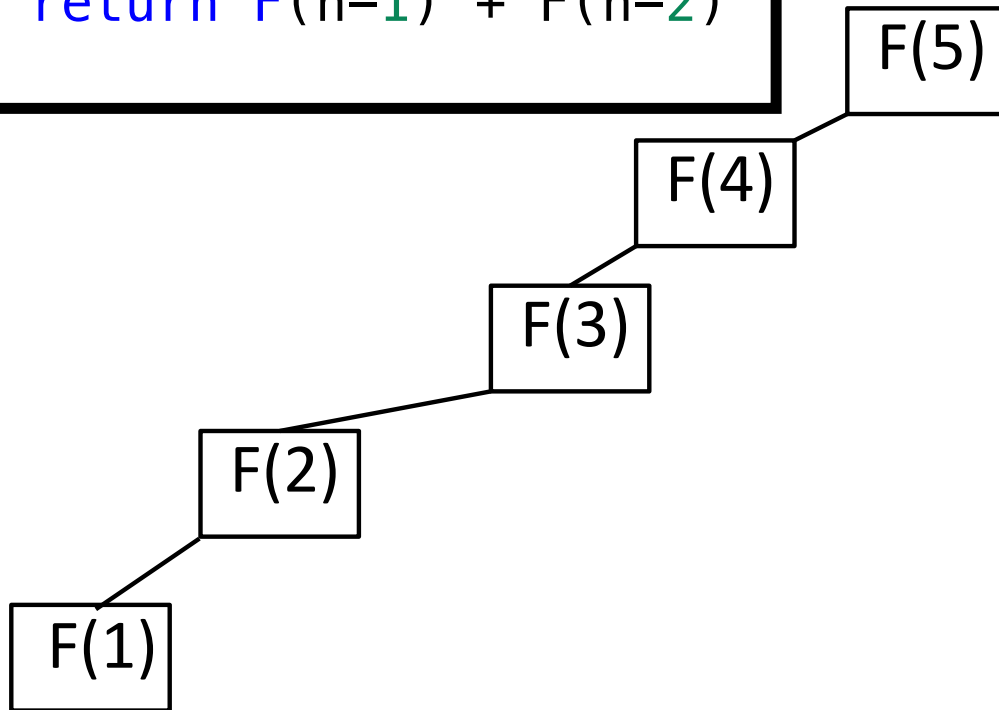 return F(n-1) + F(n-2)
F(5)
F(4)
F(3)
F(2)
F(1)